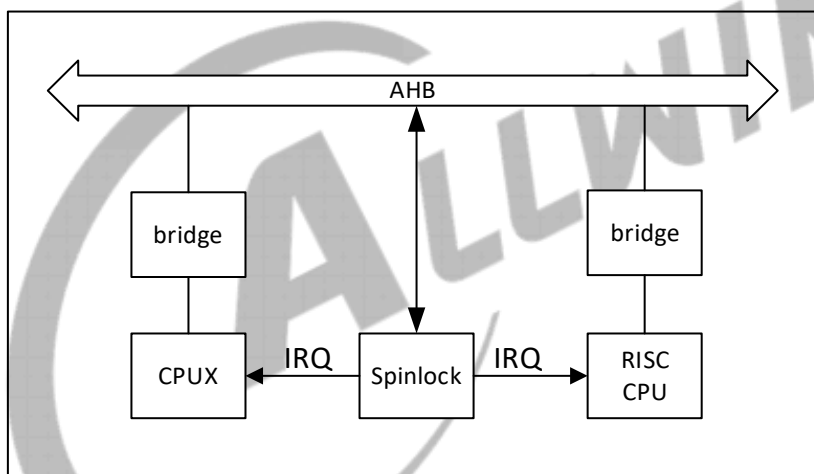 AHB
bridge
bridge
CPUX
IRQ
Spinlock
IRQ
RISC
CPU